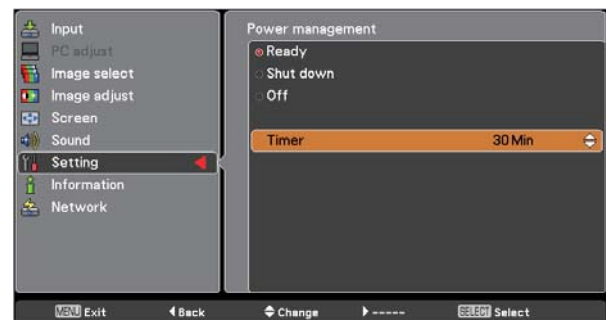 Input
PC adjust
Image select
Image adjust
Screen
Sound
Setting
Information
Network
Power management
Ready
Shut down
Off
Timer 30 Min
MENU Exit ◀ Back Change ▶ ----- SELECT Select